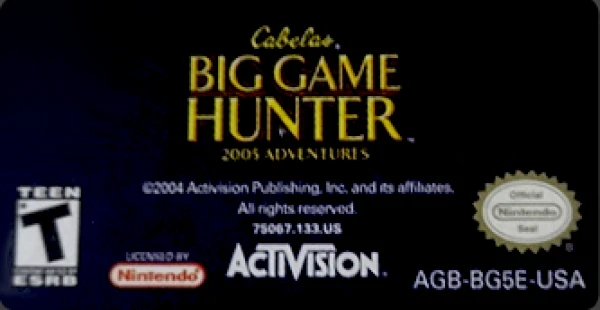 Cabelas
BIG GAME
HUNTER
2005 ADVENTURES
©2004 Activision Publishing, Inc. and its affiliates.
All rights reserved.
75067.133.US
TEEN
T
ESRB
LICENSED BY
Nintendo
ACTIVISION
Official
Nintendo
Seal
AGB-BG5E-USA